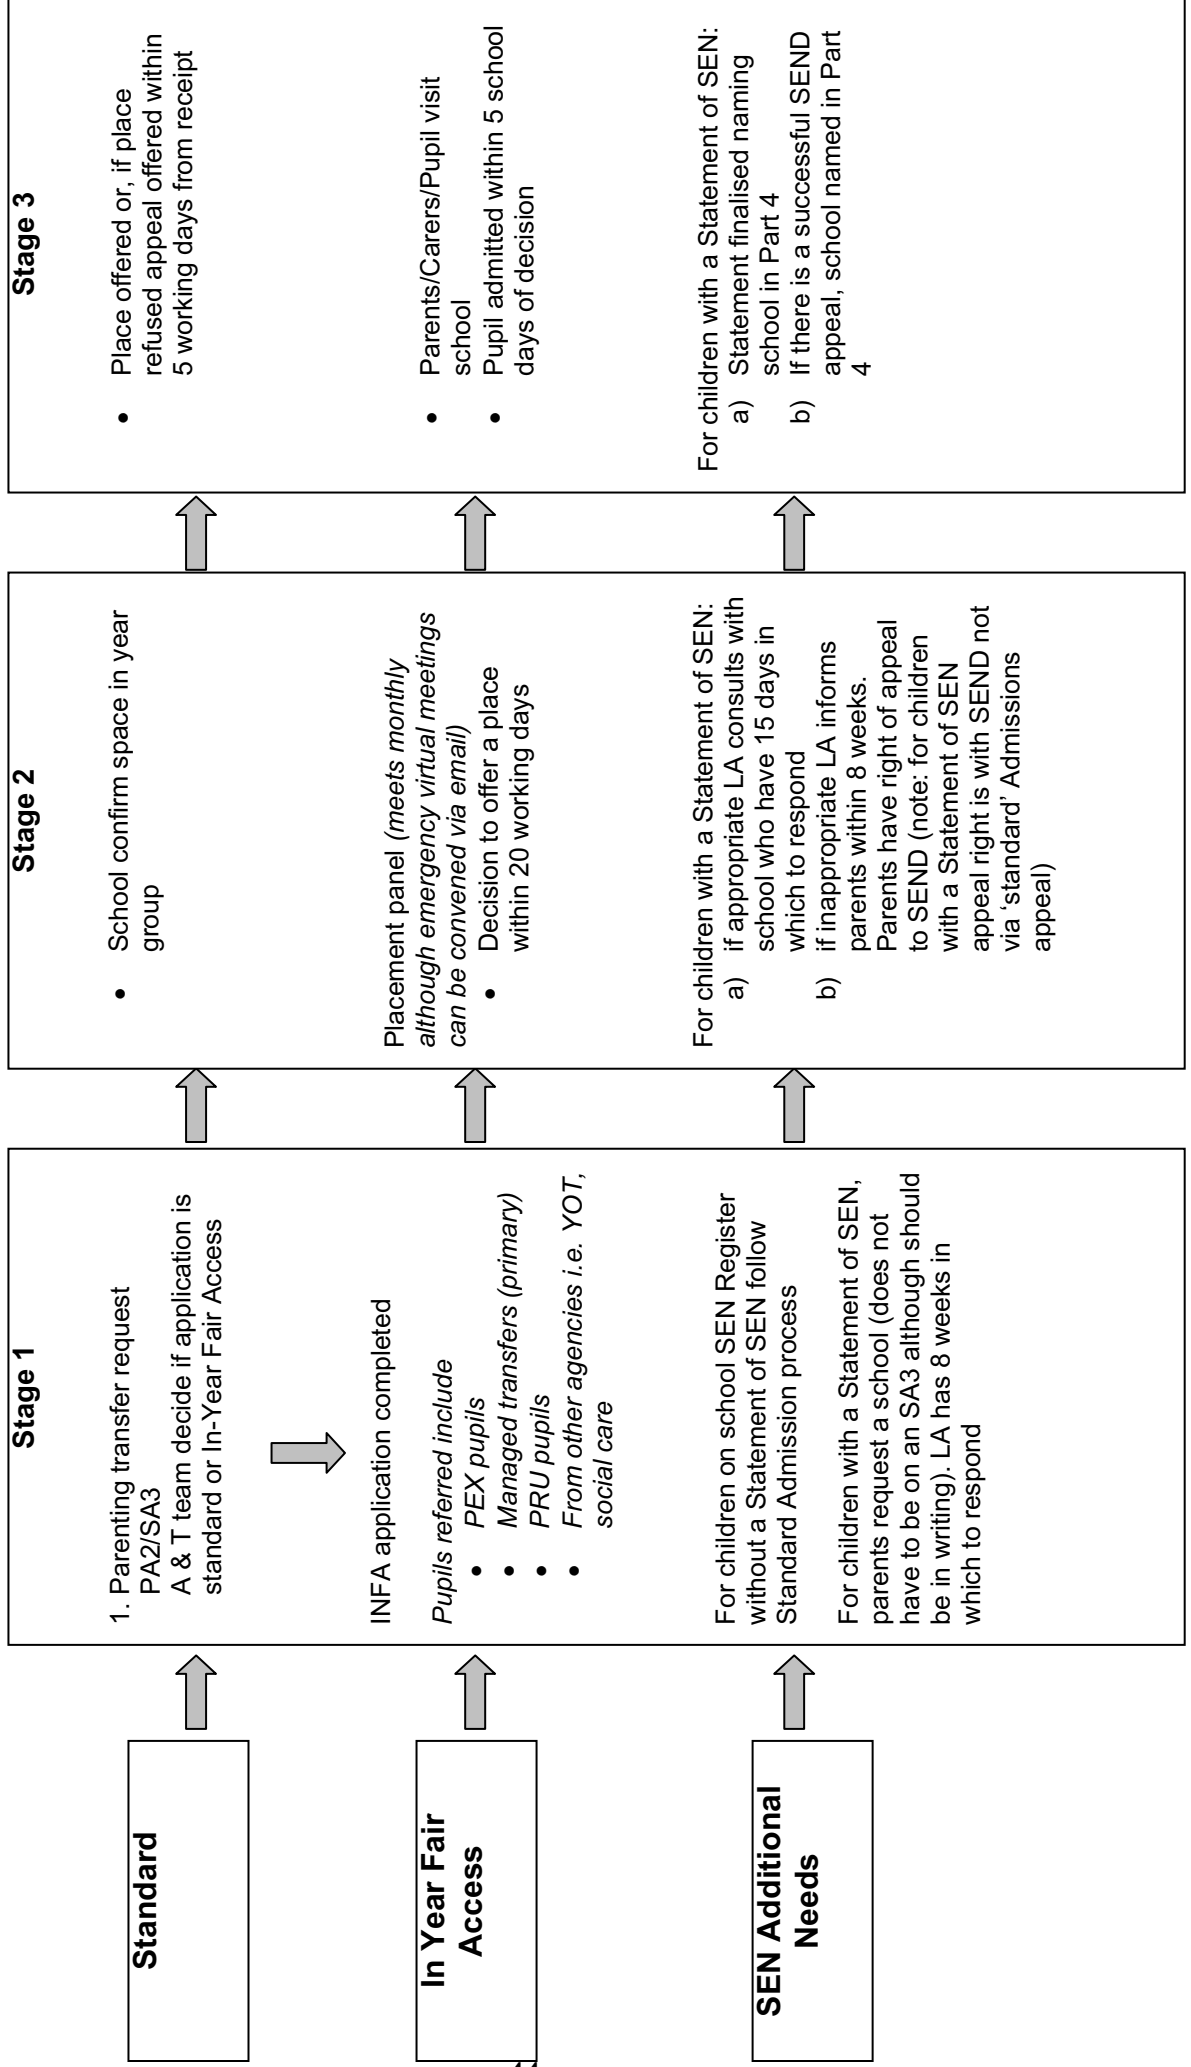 Standard
In Year Fair
Access
SEN Additional
Needs
Stage 1
1. Parenting transfer request
PA2/SA3
A & T team decide if application is
standard or In-Year Fair Access
INFA application completed
Pupils referred include
• PEX pupils
• Managed transfers (primary)
• PRU pupils
• From other agencies i.e. YOT,
social care
For children on school SEN Register
without a Statement of SEN follow
Standard Admission process
For children with a Statement of SEN,
parents request a school (does not
have to be on an SA3 although should
be in writing). LA has 8 weeks in
which to respond
Stage 2
• School confirm space in year
group
Placement panel (meets monthly
although emergency virtual meetings
can be convened via email)
• Decision to offer a place
within 20 working days
For children with a Statement of SEN:
a) if appropriate LA consults with
school who have 15 days in
which to respond
b) if inappropriate LA informs
parents within 8 weeks.
Parents have right of appeal
to SEND (note: for children
with a Statement of SEN
appeal right is with SEND not
via ‘standard’ Admissions
appeal)
Stage 3
• Place offered or, if place
refused appeal offered within
5 working days from receipt
• Parents/Carers/Pupil visit
school
• Pupil admitted within 5 school
days of decision
For children with a Statement of SEN:
a) Statement finalised naming
school in Part 4
b) If there is a successful SEND
appeal, school named in Part
4